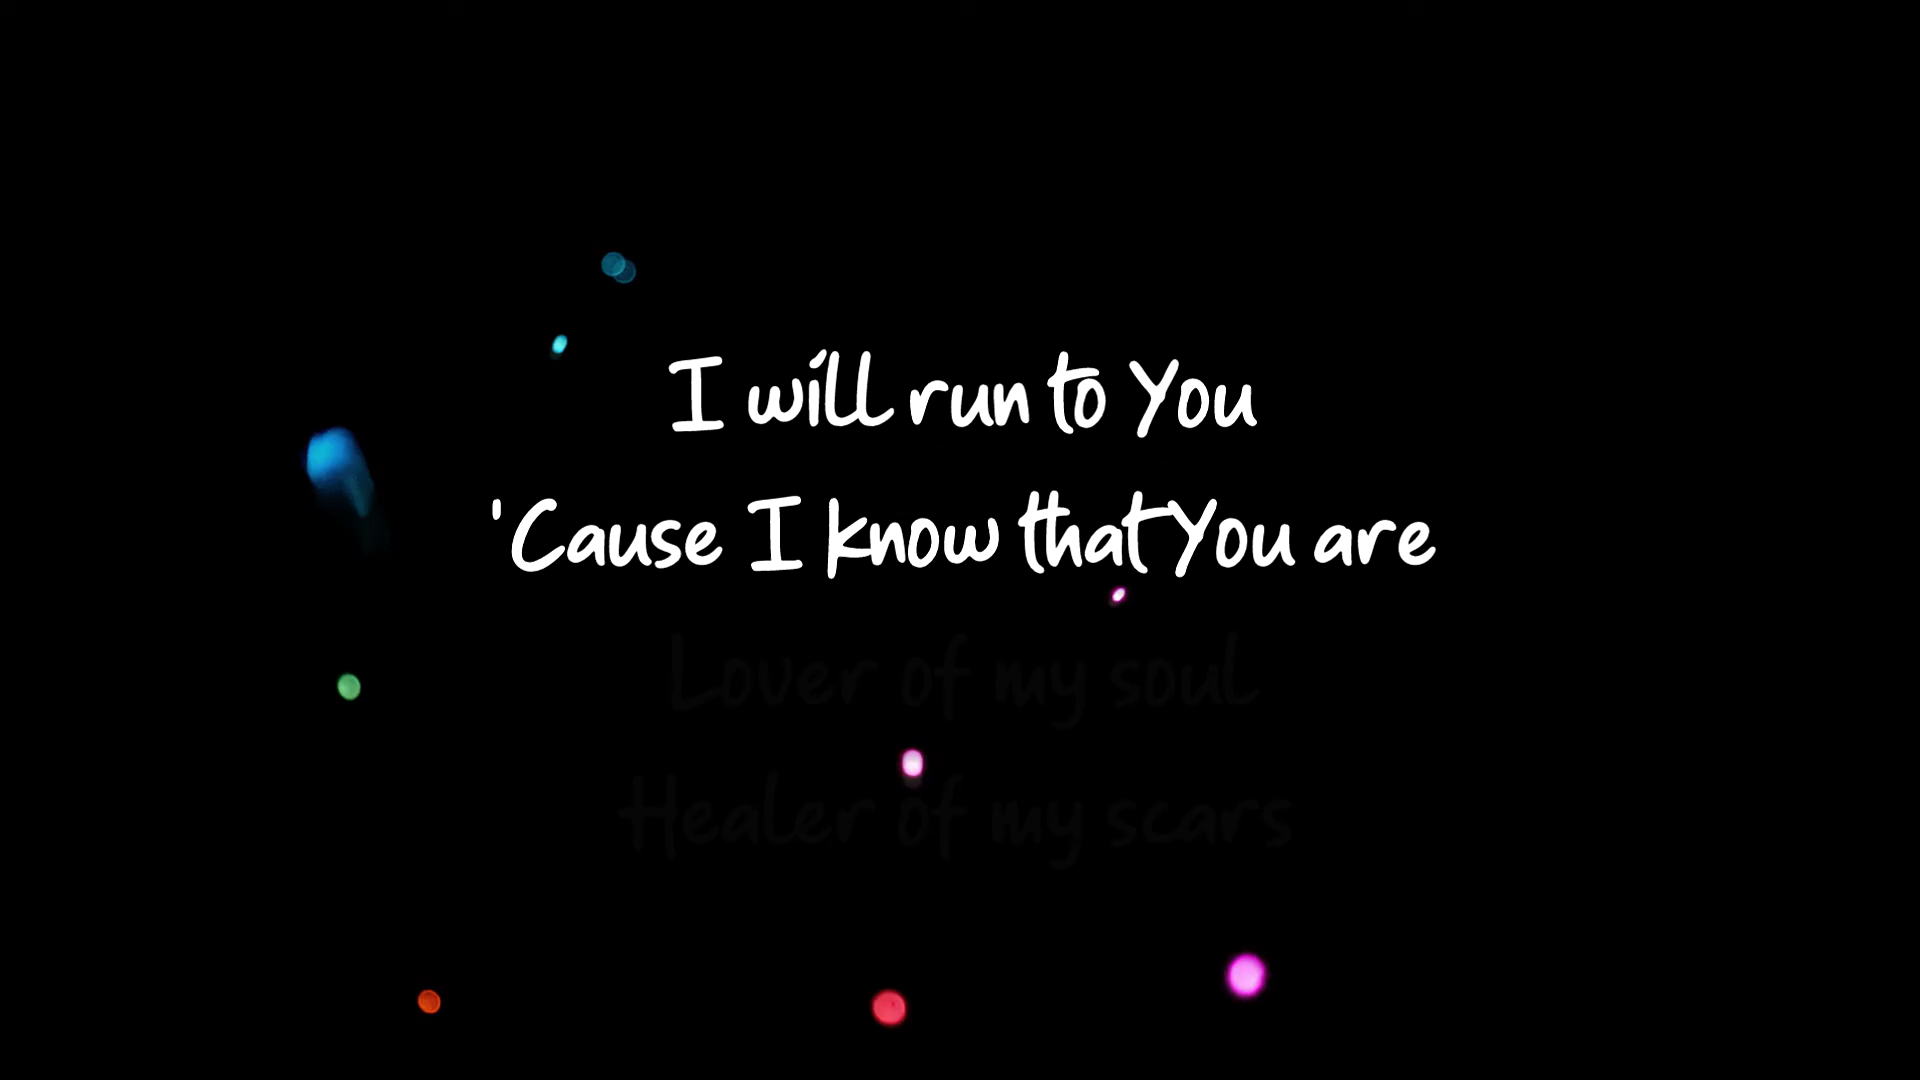 I will run to You
'Cause I know that You are
Lover of my soul
Healer of my scars